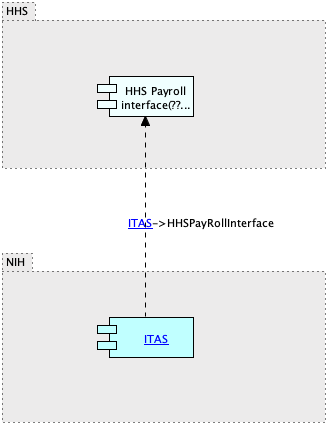 HHS
HHS Payroll
interface(??...
ITAS->HHSPayRollInterface
NIH
ITAS